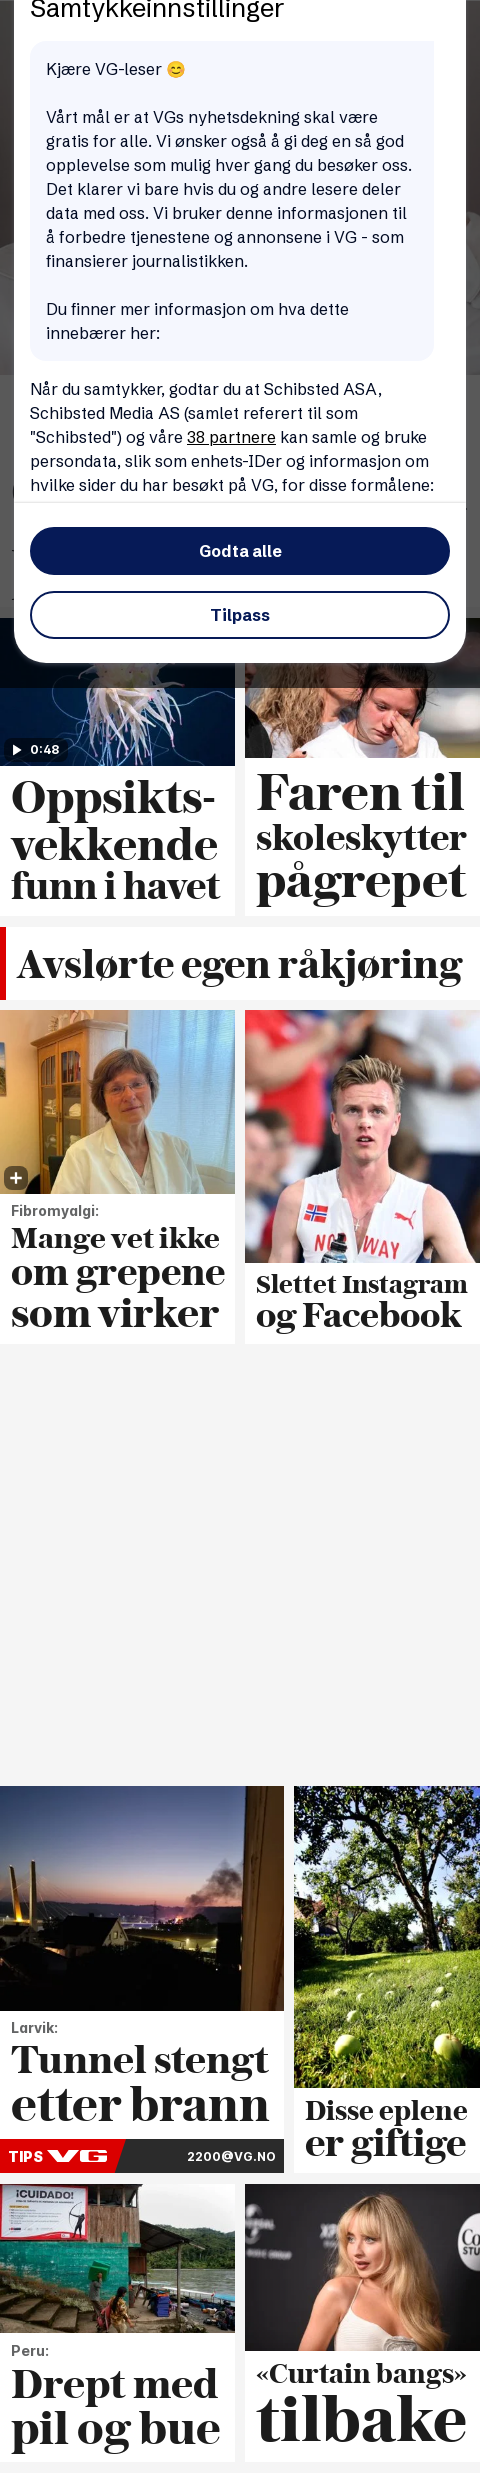 Samtykkeinnstillinger
Kjære VG-leser 😊
Vårt mål er at VGs nyhetsdekning skal være
gratis for alle. Vi ønsker også å gi deg en så god
opplevelse som mulig hver gang du besøker oss.
Det klarer vi bare hvis du og andre lesere deler
data med oss. Vi bruker denne informasjonen til
å forbedre tjenestene og annonsene i VG - som
finansierer journalistikken.
Du finner mer informasjon om hva dette
innebærer her:
Når du samtykker, godtar du at Schibsted ASA,
Schibsted Media AS (samlet referert til som
"Schibsted") og våre 38 partnere kan samle og bruke
persondata, slik som enhets-IDer og informasjon om
hvilke sider du har besøkt på VG, for disse formålene:
Godta alle
Tilpass
0:48
Oppsikts-
vekkende
funn i havet
Faren til
skoleskytter
pågrepet
Avslørte egen råkjøring
NORWAY
Fibromyalgi:
Mange vet ikke
om grepene
som virker
Slettet Instagram
og Facebook
Larvik:
Tunnel stengt
etter brann
TIPS VG 2200@VG.NO
Disse eplene
er giftige
¡CUIDADO!
Peru:
Drept med
pil og bue
«Curtain bangs»
tilbake